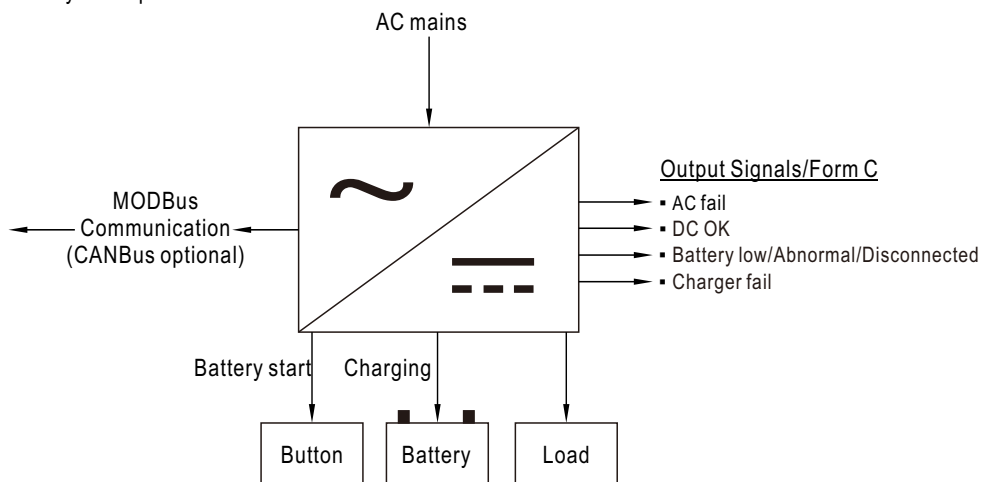 AC mains
MODBus
Communication
(CANBus optional)
Output Signals/Form C
▪ AC fail
▪ DC OK
▪ Battery low/Abnormal/Disconnected
▪ Charger fail
Battery start
Charging
Button
Battery
Load